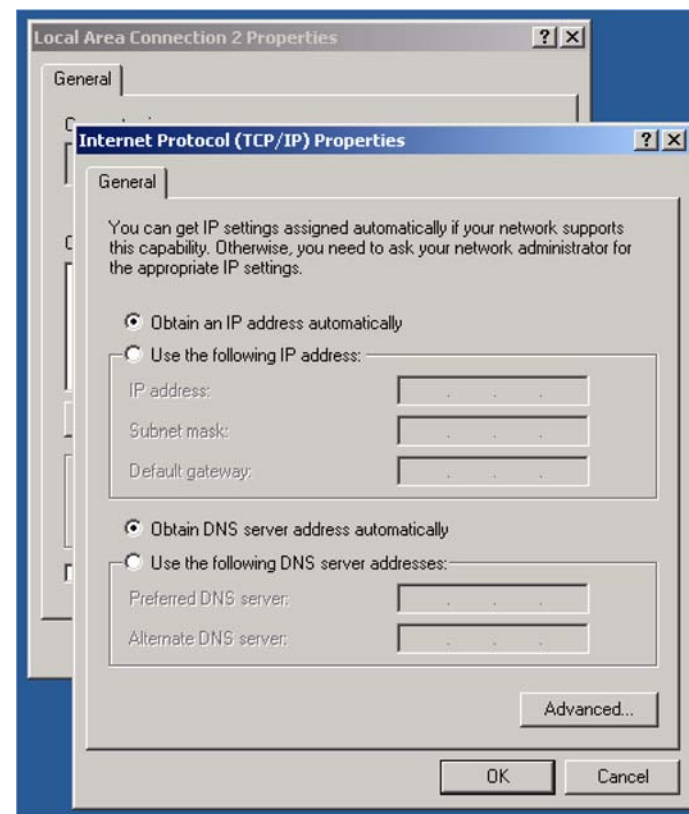 Local Area Connection 2 Properties
General
Internet Protocol (TCP/IP) Properties
General
You can get IP settings assigned automatically if your network supports
this capability. Otherwise, you need to ask your network administrator for
the appropriate IP settings.
Obtain an IP address automatically
Use the following IP address:
IP address:
Subnet mask:
Default gateway:
Obtain DNS server address automatically
Use the following DNS server addresses:
Preferred DNS server:
Alternate DNS server:
Advanced...
OK
Cancel